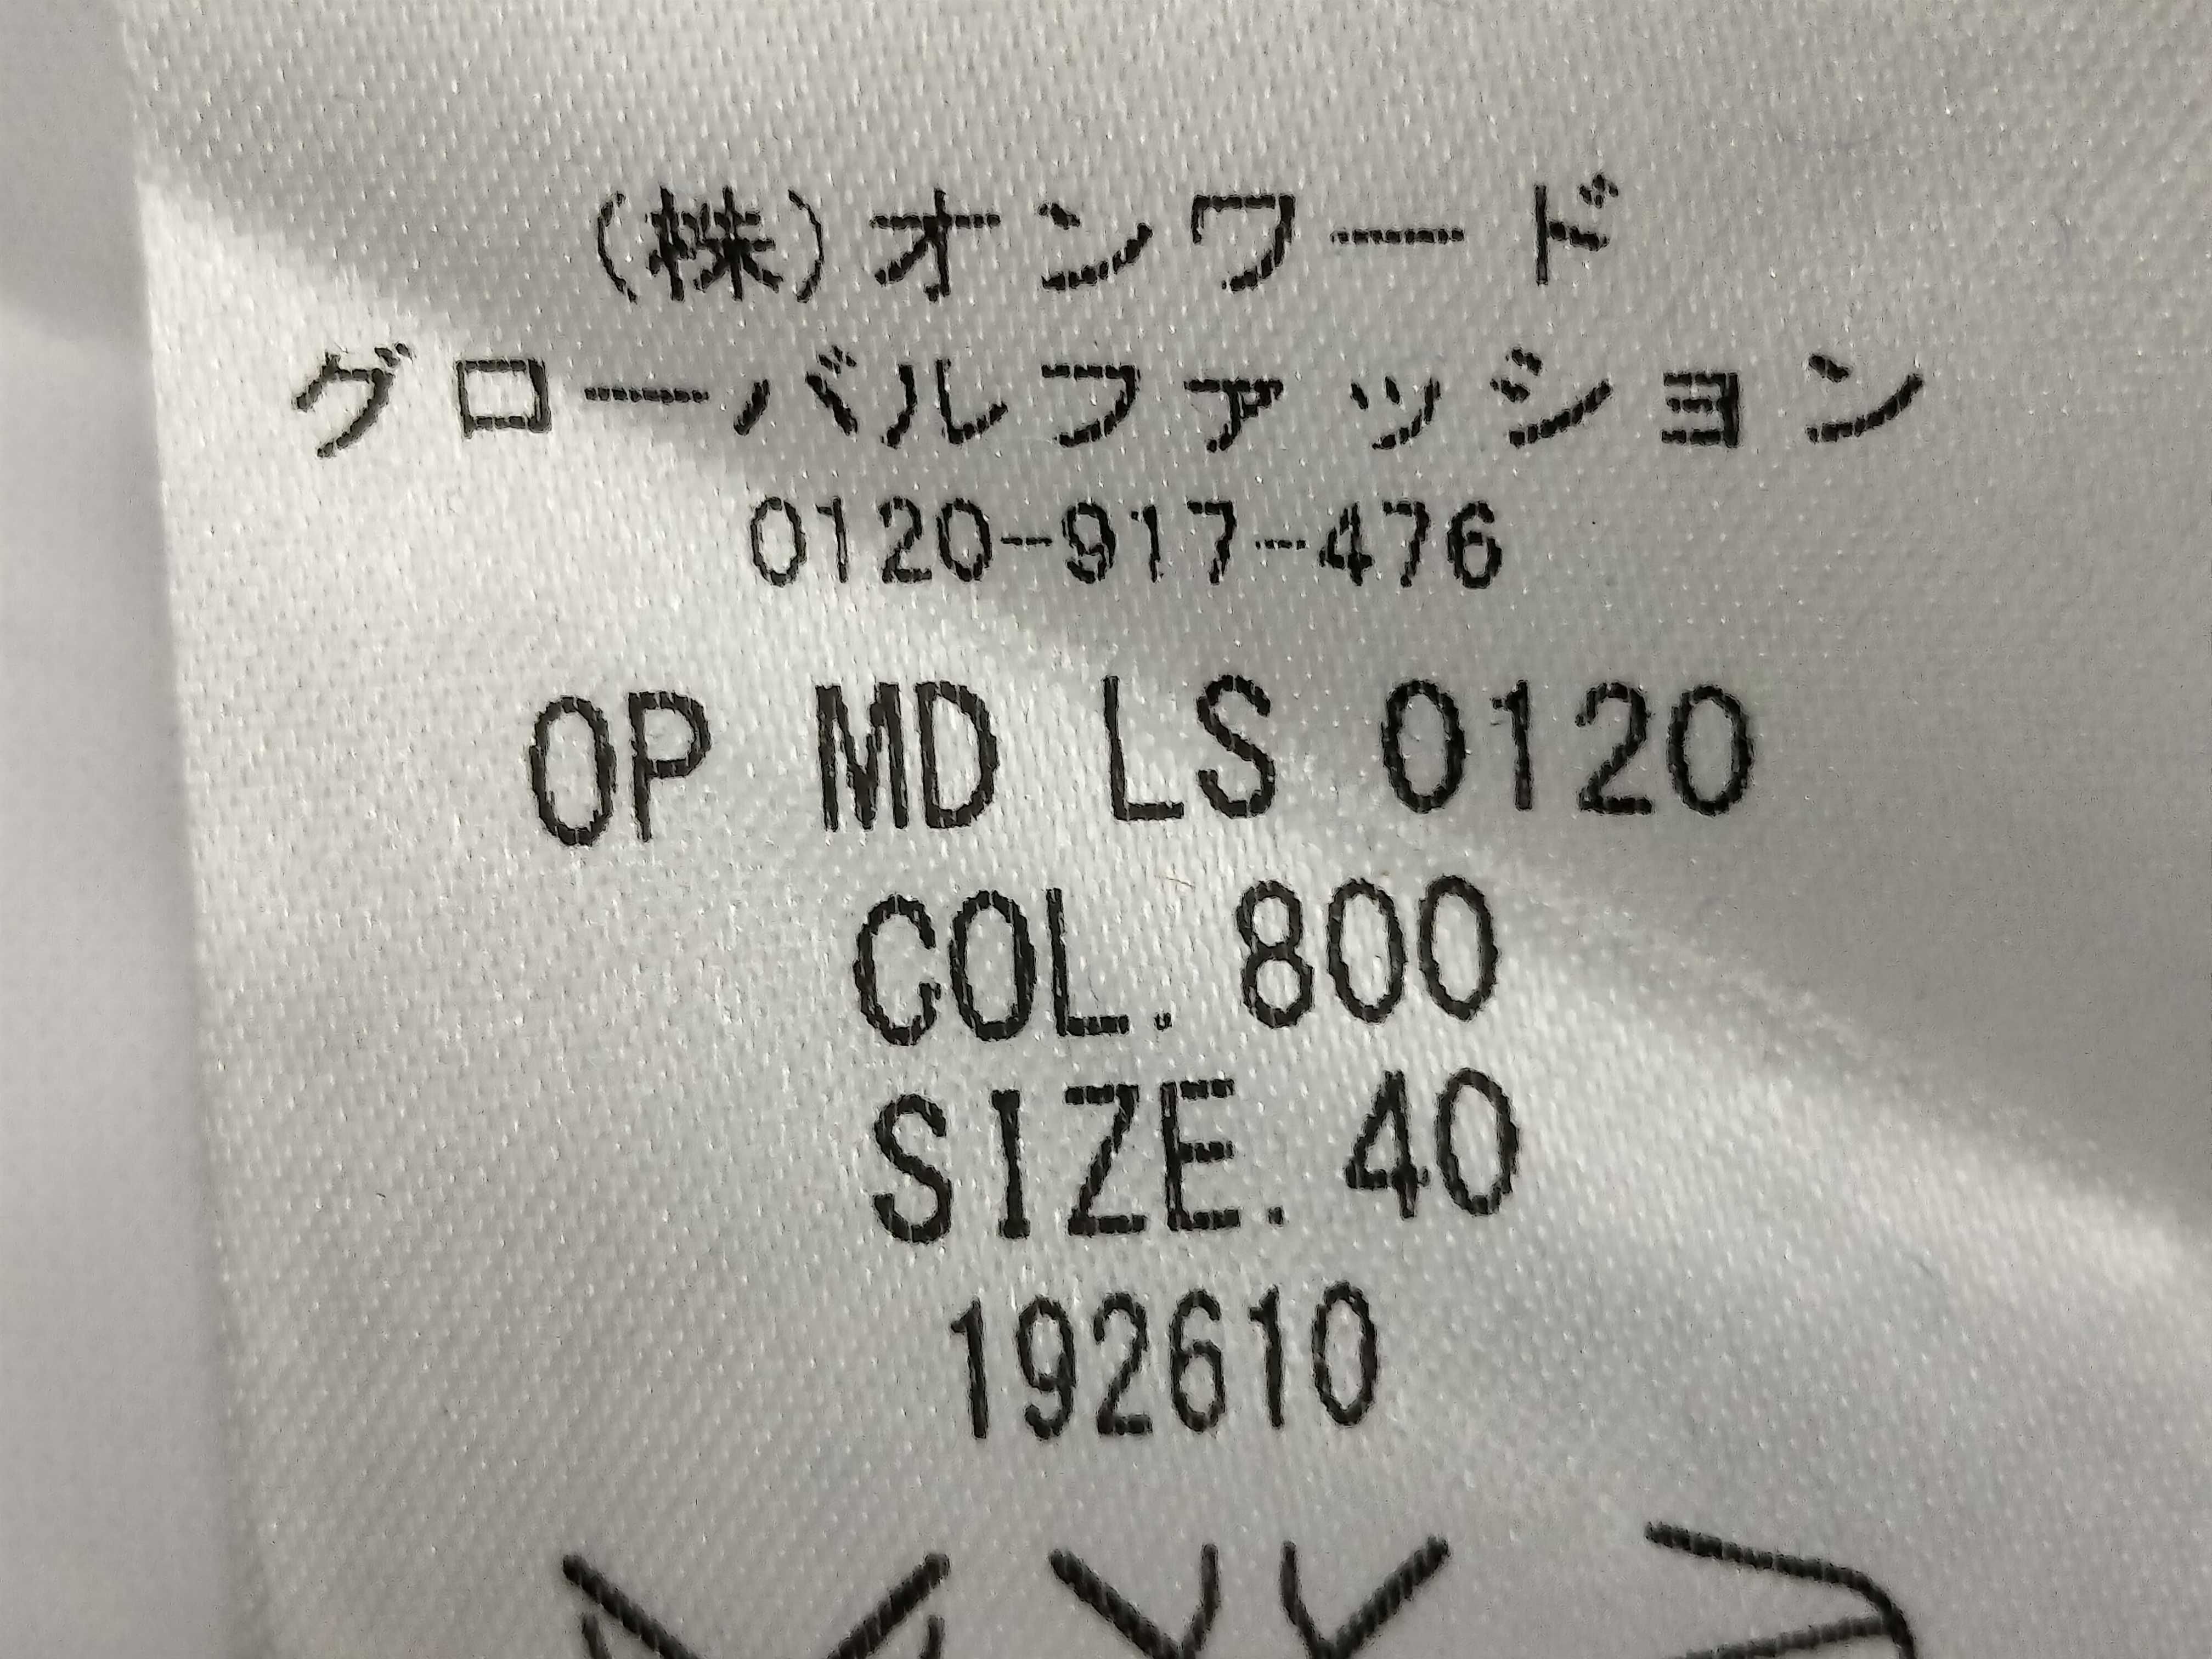 (株)オンワード
グローバルファッション
0120-917-476
OP MD LS 0120
COL. 800
SIZE. 40
192610